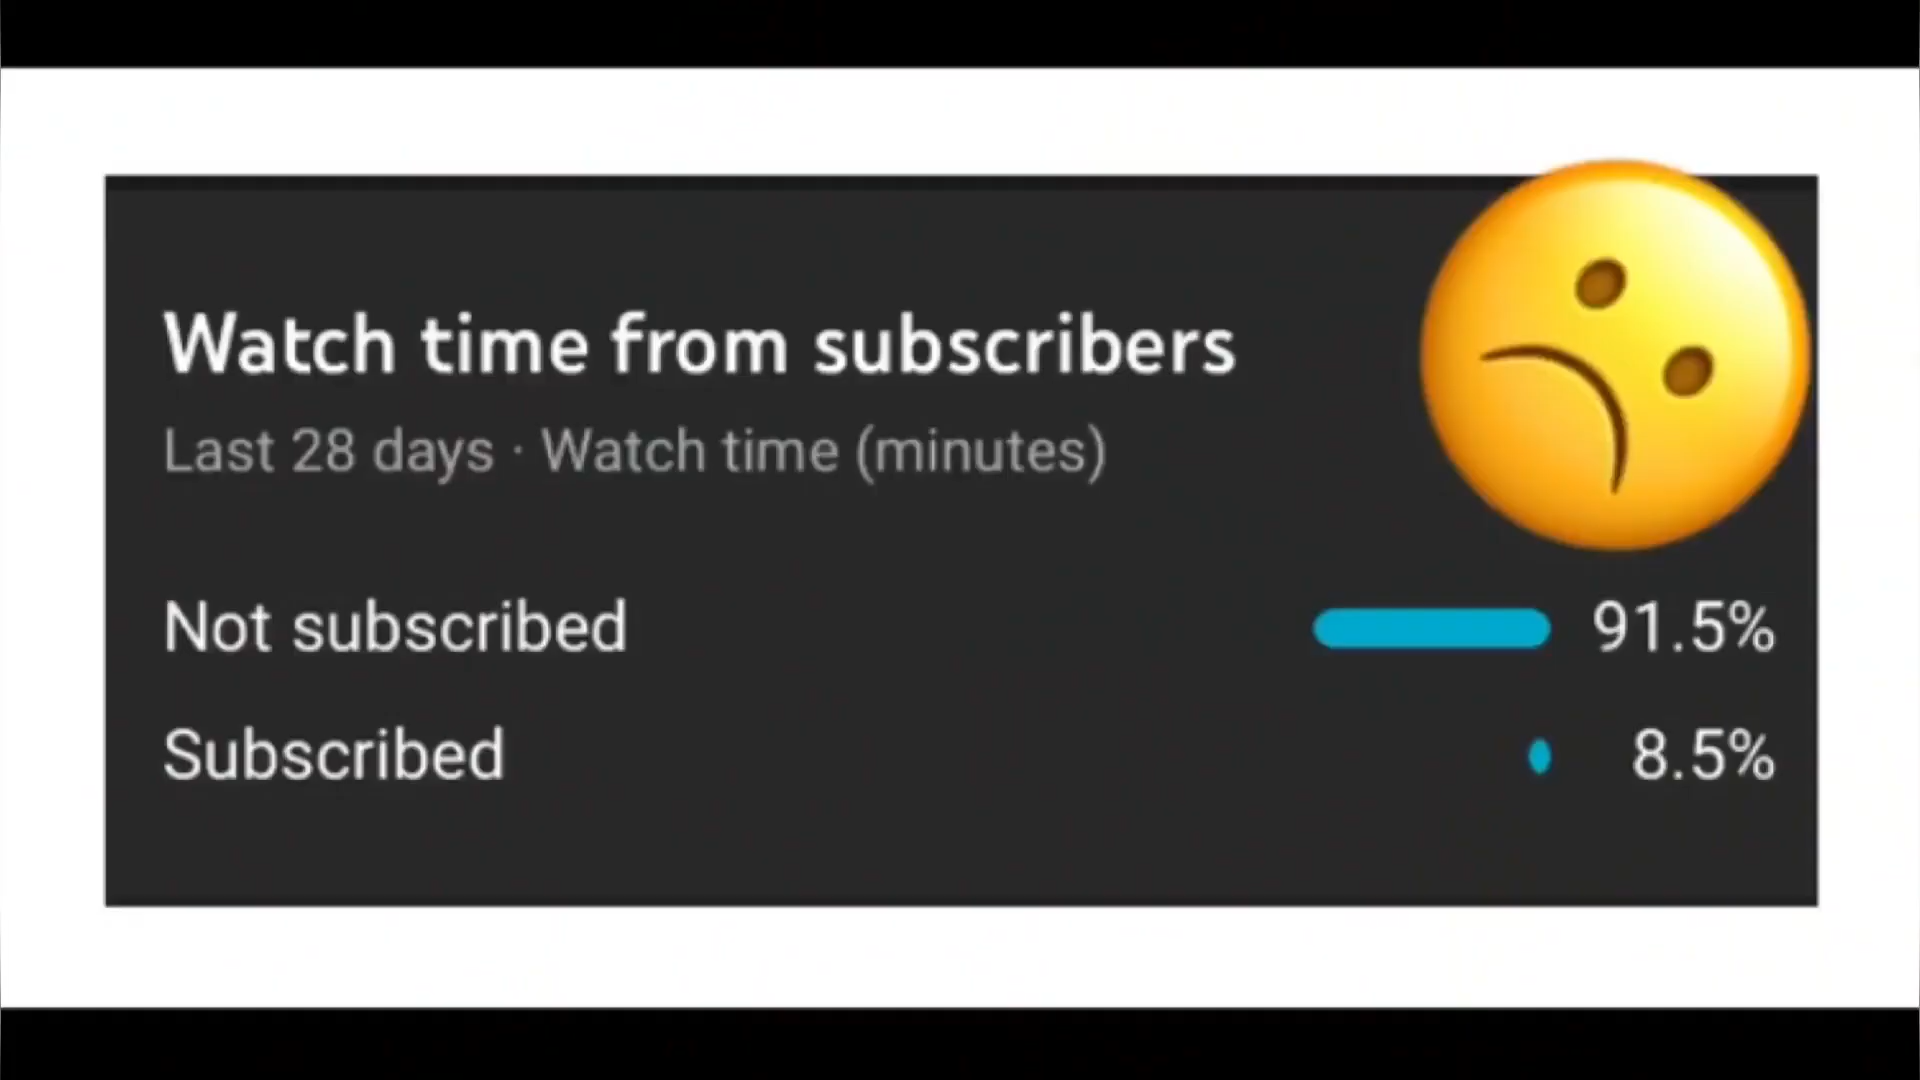 Watch time from subscribers
Last 28 days · Watch time (minutes)
Not subscribed 91.5%
Subscribed 8.5%